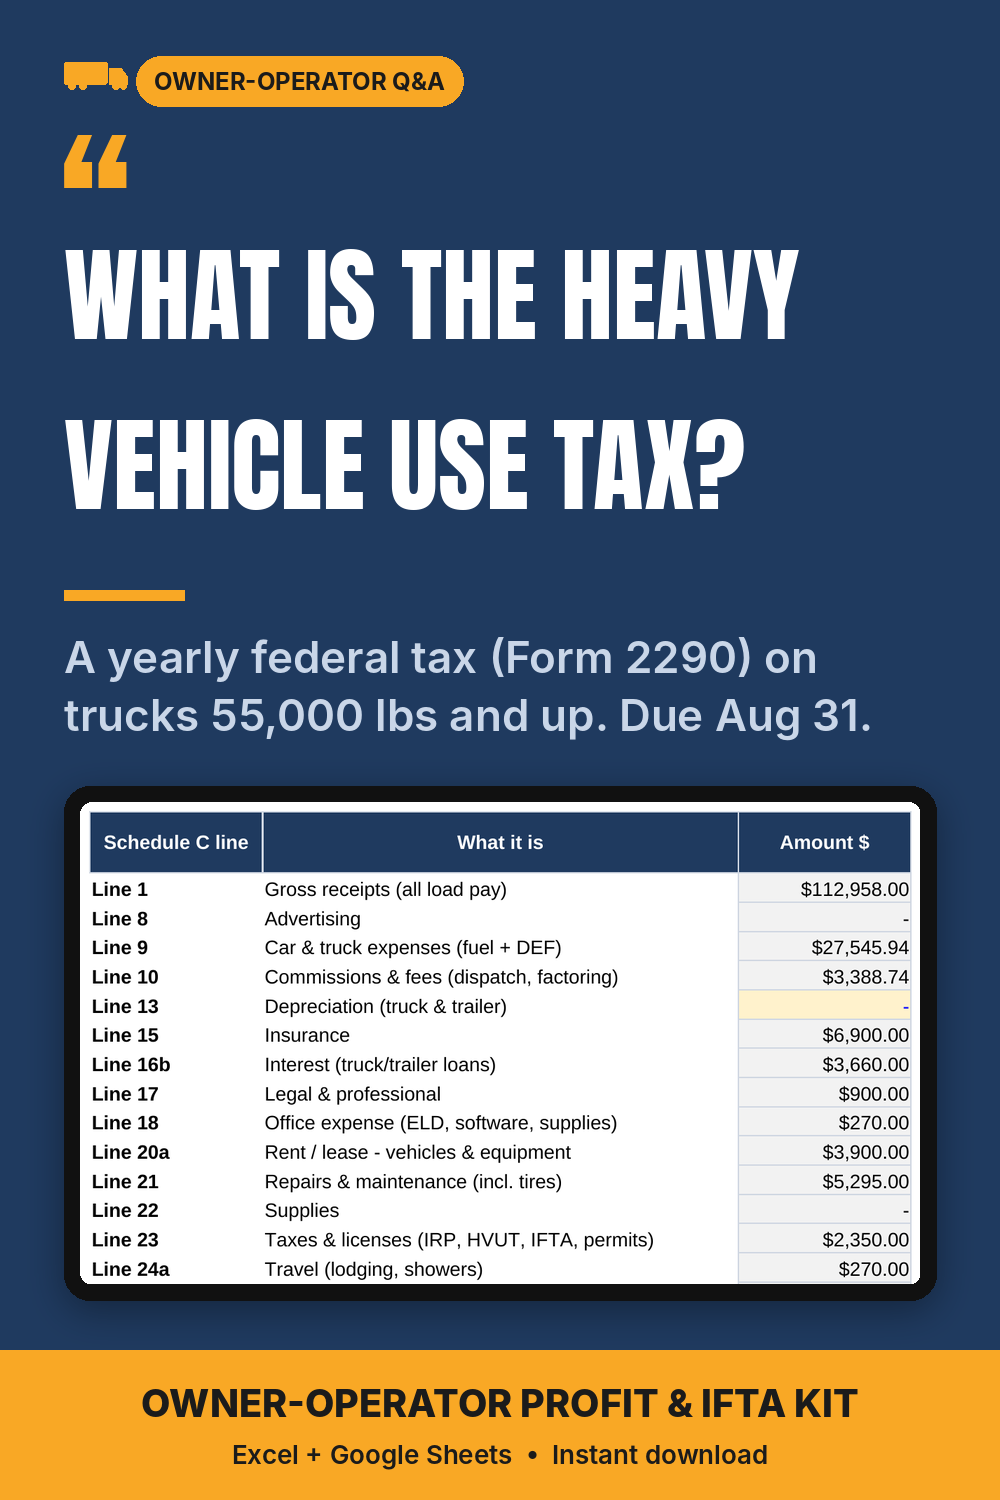 OWNER-OPERATOR Q&A
“
WHAT IS THE HEAVY
VEHICLE USE TAX?
A yearly federal tax (Form 2290) on
trucks 55,000 lbs and up. Due Aug 31.
Schedule C line What it is Amount $
Line 1 Gross receipts (all load pay) $112,958.00
Line 8 Advertising -
Line 9 Car & truck expenses (fuel + DEF) $27,545.94
Line 10 Commissions & fees (dispatch, factoring) $3,388.74
Line 13 Depreciation (truck & trailer) -
Line 15 Insurance $6,900.00
Line 16b Interest (truck/trailer loans) $3,660.00
Line 17 Legal & professional $900.00
Line 18 Office expense (ELD, software, supplies) $270.00
Line 20a Rent / lease - vehicles & equipment $3,900.00
Line 21 Repairs & maintenance (incl. tires) $5,295.00
Line 22 Supplies -
Line 23 Taxes & licenses (IRP, HVUT, IFTA, permits) $2,350.00
Line 24a Travel (lodging, showers) $270.00
OWNER-OPERATOR PROFIT & IFTA KIT
Excel + Google Sheets • Instant download